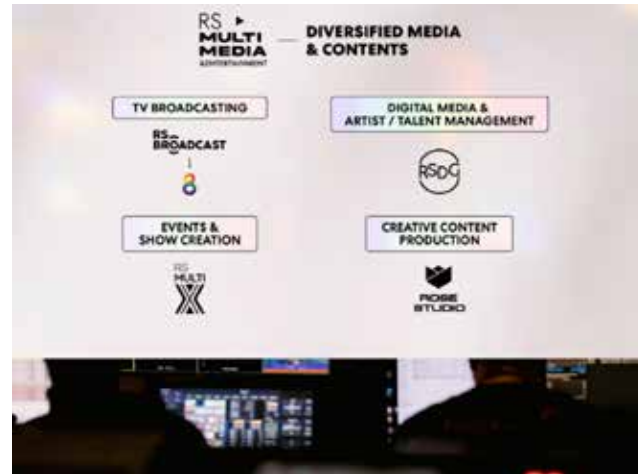 RS
MULTI
MEDIA
&ENTERTAINMENT
DIVERSIFIED MEDIA
& CONTENTS
TV BROADCASTING
RS
BROADCAST
8
DIGITAL MEDIA &
ARTIST / TALENT MANAGEMENT
RSDC
EVENTS &
SHOW CREATION
RS
MULTI
X
CREATIVE CONTENT
PRODUCTION
ROSE
STUDIO